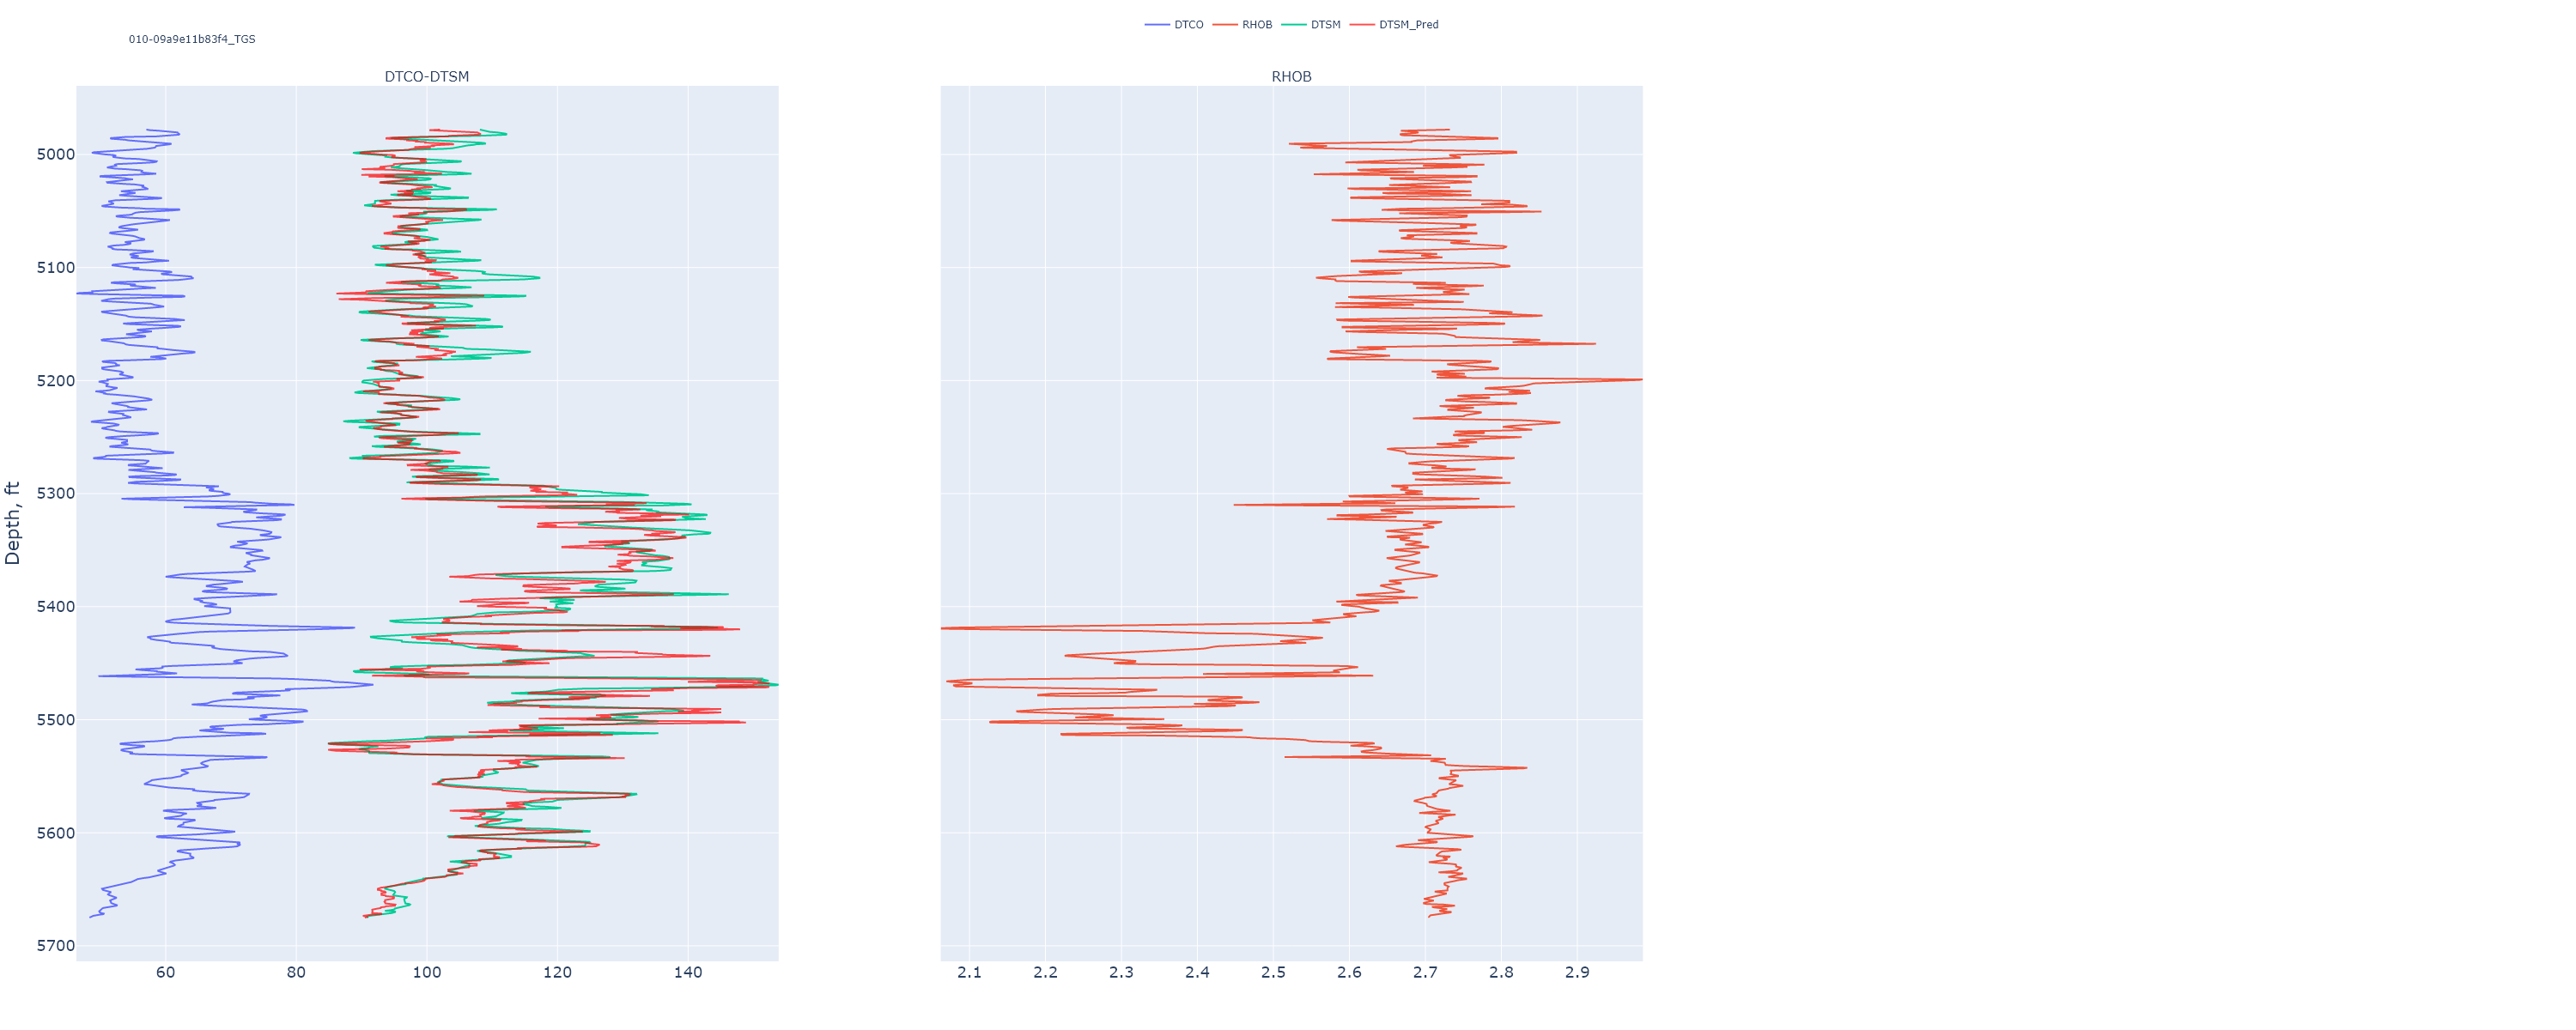 DTCO RHOB DTSM DTSM_Pred
010-09a9e11b83f4_TGS
DTCO-DTSM
RHOB
Depth, ft
5000
5100
5200
5300
5400
5500
5600
5700
60 80 100 120 140
2.1 2.2 2.3 2.4 2.5 2.6 2.7 2.8 2.9